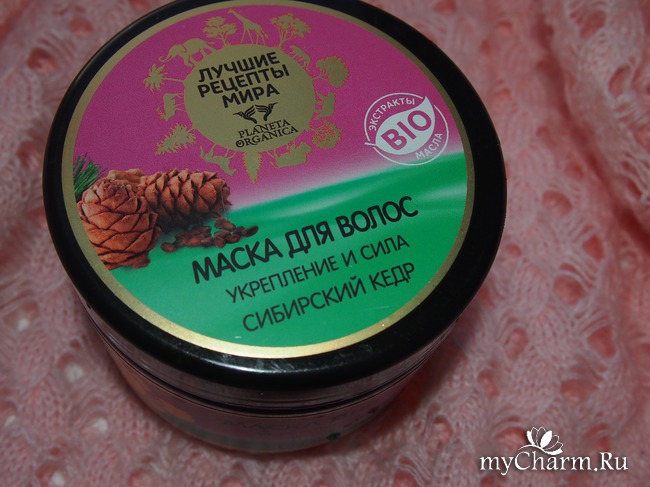 ЛУЧШИЕ
РЕЦЕПТЫ
МИРА
PLANETA
ORGANICA
ЭКСТРАКТЫ
BIO
МАСЛА
МАСКА ДЛЯ ВОЛОС
УКРЕПЛЕНИЕ И СИЛА
СИБИРСКИЙ КЕДР
myCharm.Ru